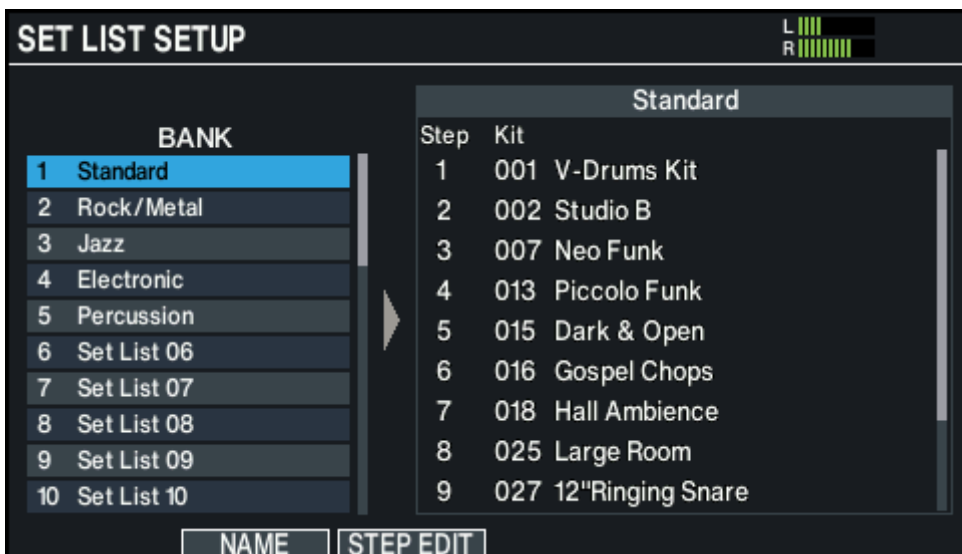 SET LIST SETUP
L
R
BANK
1 Standard
2 Rock/Metal
3 Jazz
4 Electronic
5 Percussion
6 Set List 06
7 Set List 07
8 Set List 08
9 Set List 09
10 Set List 10
Standard
Step Kit
1 001 V-Drums Kit
2 002 Studio B
3 007 Neo Funk
4 013 Piccolo Funk
5 015 Dark & Open
6 016 Gospel Chops
7 018 Hall Ambience
8 025 Large Room
9 027 12"Ringing Snare
NAME STEP EDIT